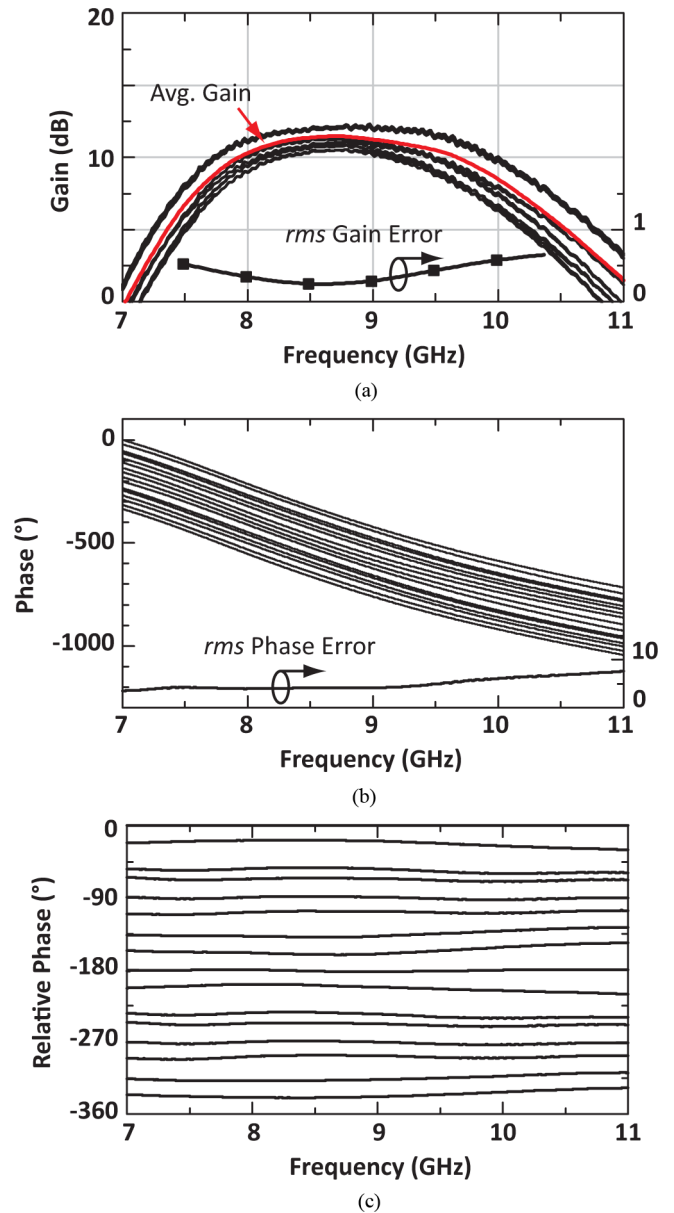 20
Avg. Gain
Gain (dB)
10
1
rms Gain Error
0
0
7 8 9 10 11
Frequency (GHz)
(a)
0
Phase (°)
-500
-1000
rms Phase Error
10
0
7 8 9 10 11
Frequency (GHz)
(b)
0
-90
Relative Phase (°)
-180
-270
-360
7 8 9 10 11
Frequency (GHz)
(c)